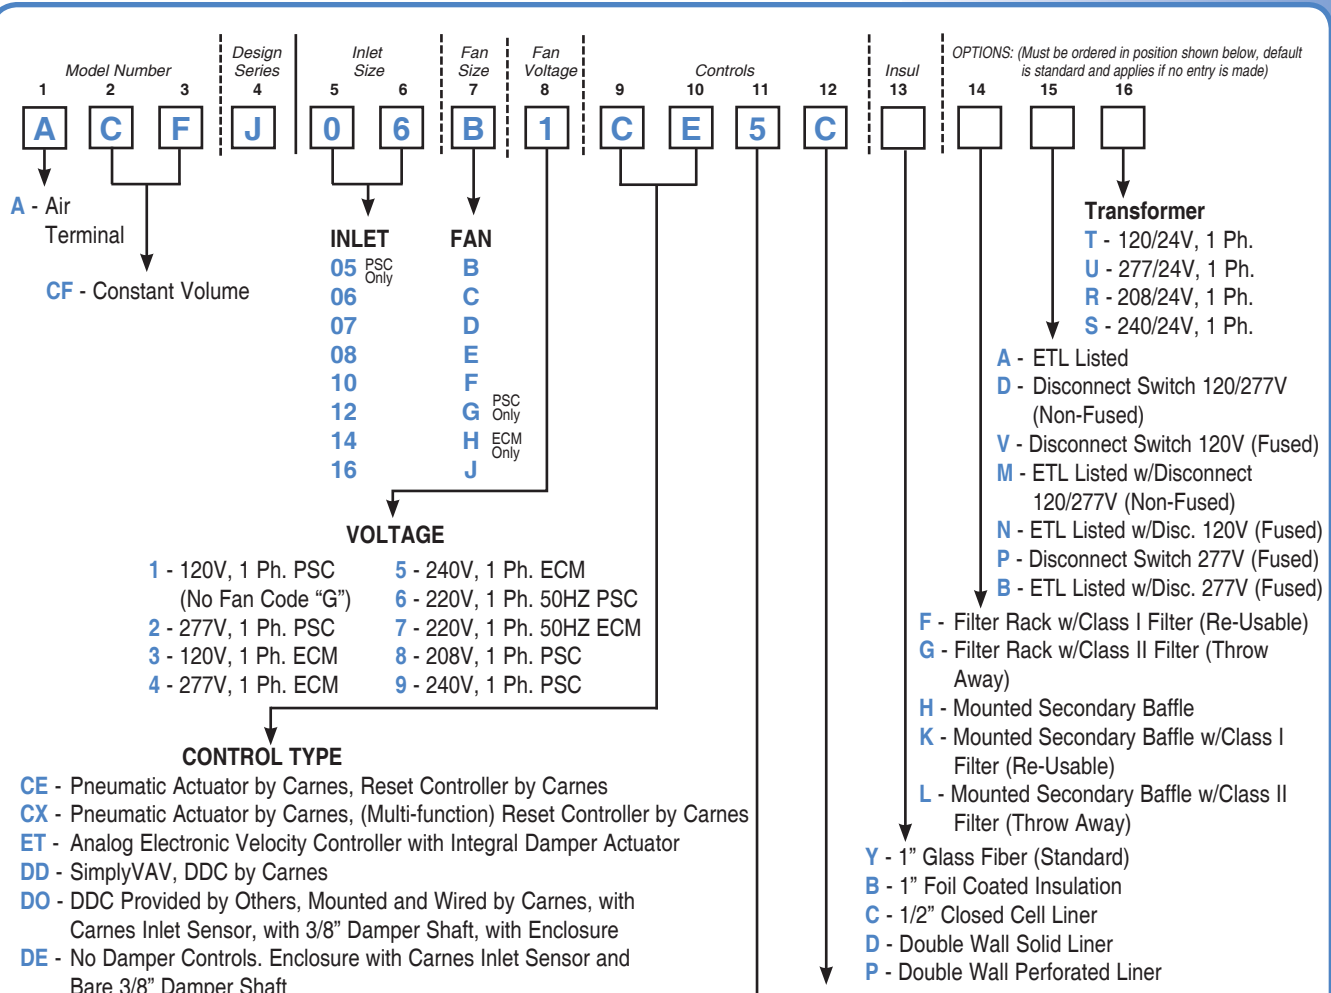 Model Number
Design Series
Inlet Size
Fan Size
Fan Voltage
Controls
Insul
OPTIONS: (Must be ordered in position shown below, default
is standard and applies if no entry is made)
1 2 3 4 5 6 7 8 9 10 11 12 13 14 15 16
A C F J 0 6 B 1 C E 5 C
A - Air
Terminal
CF - Constant Volume
INLET
05 PSC Only
06
07
08
10
12
14
16
FAN
B
C
D
E
F
G PSC Only
H ECM Only
J
Transformer
T - 120/24V, 1 Ph.
U - 277/24V, 1 Ph.
R - 208/24V, 1 Ph.
S - 240/24V, 1 Ph.
A - ETL Listed
D - Disconnect Switch 120/277V
(Non-Fused)
V - Disconnect Switch 120V (Fused)
M - ETL Listed w/Disconnect
120/277V (Non-Fused)
N - ETL Listed w/Disc. 120V (Fused)
P - Disconnect Switch 277V (Fused)
B - ETL Listed w/Disc. 277V (Fused)
VOLTAGE
1 - 120V, 1 Ph. PSC
(No Fan Code “G”)
2 - 277V, 1 Ph. PSC
3 - 120V, 1 Ph. ECM
4 - 277V, 1 Ph. ECM
5 - 240V, 1 Ph. ECM
6 - 220V, 1 Ph. 50HZ PSC
7 - 220V, 1 Ph. 50HZ ECM
8 - 208V, 1 Ph. PSC
9 - 240V, 1 Ph. PSC
F - Filter Rack w/Class I Filter (Re-Usable)
G - Filter Rack w/Class II Filter (Throw
Away)
H - Mounted Secondary Baffle
K - Mounted Secondary Baffle w/Class I
Filter (Re-Usable)
L - Mounted Secondary Baffle w/Class II
Filter (Throw Away)
CONTROL TYPE
CE - Pneumatic Actuator by Carnes, Reset Controller by Carnes
CX - Pneumatic Actuator by Carnes, (Multi-function) Reset Controller by Carnes
ET - Analog Electronic Velocity Controller with Integral Damper Actuator
DD - SimplyVAV, DDC by Carnes
DO - DDC Provided by Others, Mounted and Wired by Carnes, with
Carnes Inlet Sensor, with 3/8” Damper Shaft, with Enclosure
DE - No Damper Controls. Enclosure with Carnes Inlet Sensor and
Bare 3/8” Damper Shaft
Y - 1” Glass Fiber (Standard)
B - 1” Foil Coated Insulation
C - 1/2” Closed Cell Liner
D - Double Wall Solid Liner
P - Double Wall Perforated Liner